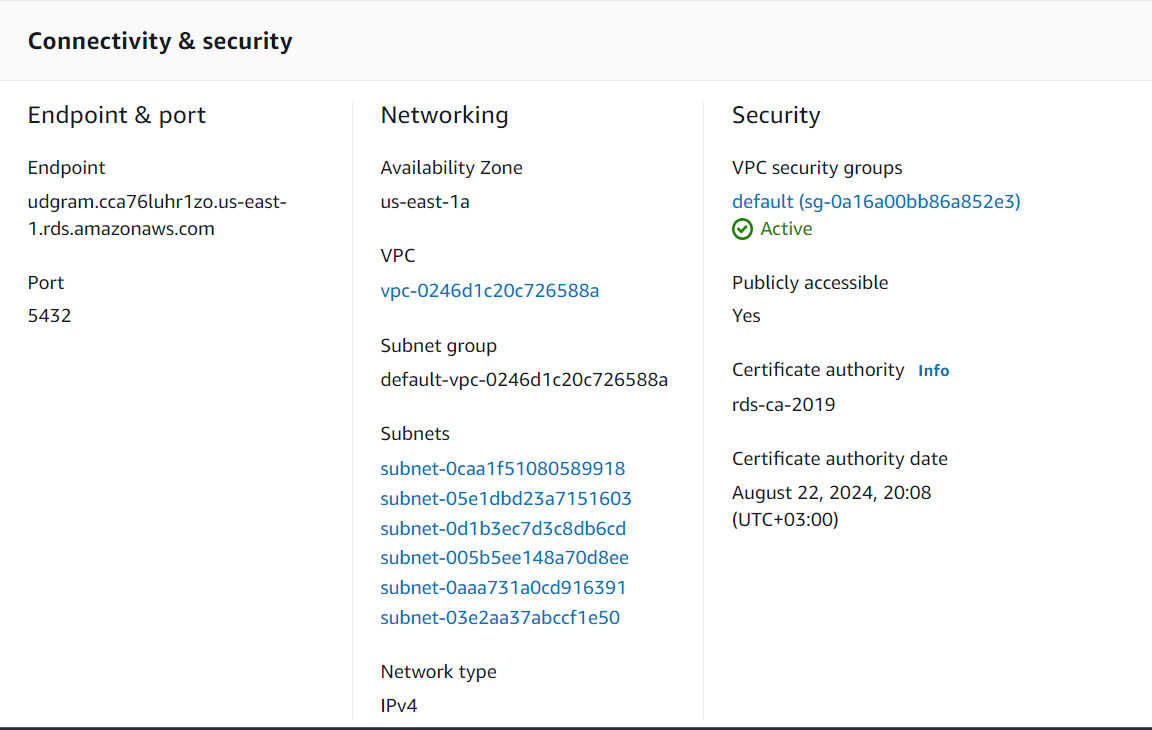 Connectivity & security
Endpoint & port
Endpoint
udgram.cca76luhr1zo.us-east-
1.rds.amazonaws.com
Port
5432
Networking
Availability Zone
us-east-1a
VPC
vpc-0246d1c20c726588a
Subnet group
default-vpc-0246d1c20c726588a
Subnets
subnet-0caa1f51080589918
subnet-05e1dbd23a7151603
subnet-0d1b3ec7d3c8db6cd
subnet-005b5ee148a70d8ee
subnet-0aaa731a0cd916391
subnet-03e2aa37abccf1e50
Network type
IPv4
Security
VPC security groups
default (sg-0a16a00bb86a852e3)
Active
Publicly accessible
Yes
Certificate authority Info
rds-ca-2019
Certificate authority date
August 22, 2024, 20:08
(UTC+03:00)